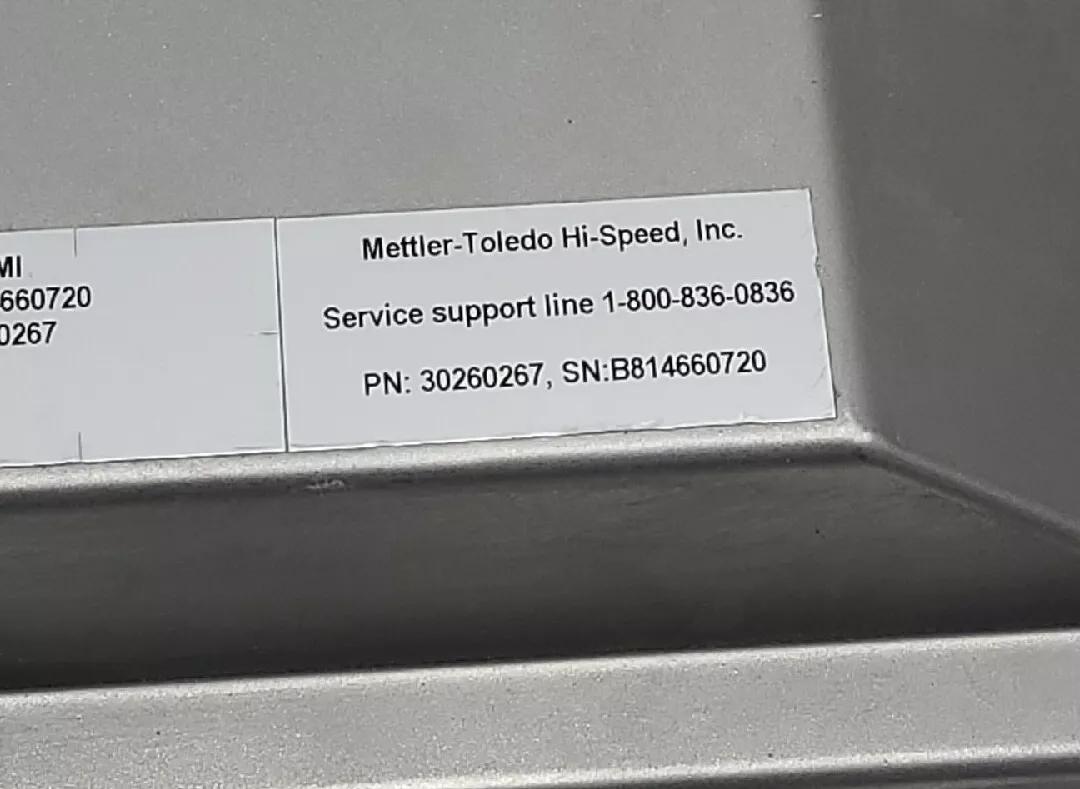 MI
660720
0267
Mettler-Toledo Hi-Speed, Inc.
Service support line 1-800-836-0836
PN: 30260267, SN:B814660720